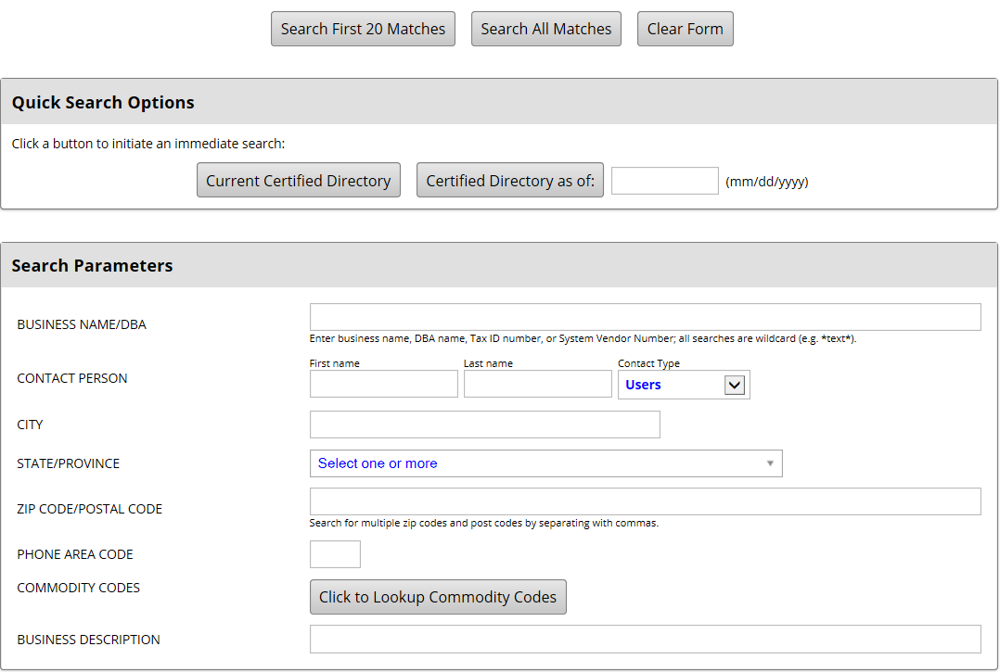 Search First 20 Matches Search All Matches Clear Form
Quick Search Options
Click a button to initiate an immediate search:
Current Certified Directory Certified Directory as of: (mm/dd/yyyy)
Search Parameters
BUSINESS NAME/DBA
Enter business name, DBA name, Tax ID number, or System Vendor Number; all searches are wildcard (e.g. *text*).
First name Last name Contact Type
CONTACT PERSON Users
CITY
STATE/PROVINCE Select one or more
ZIP CODE/POSTAL CODE
Search for multiple zip codes and post codes by separating with commas.
PHONE AREA CODE
COMMODITY CODES Click to Lookup Commodity Codes
BUSINESS DESCRIPTION